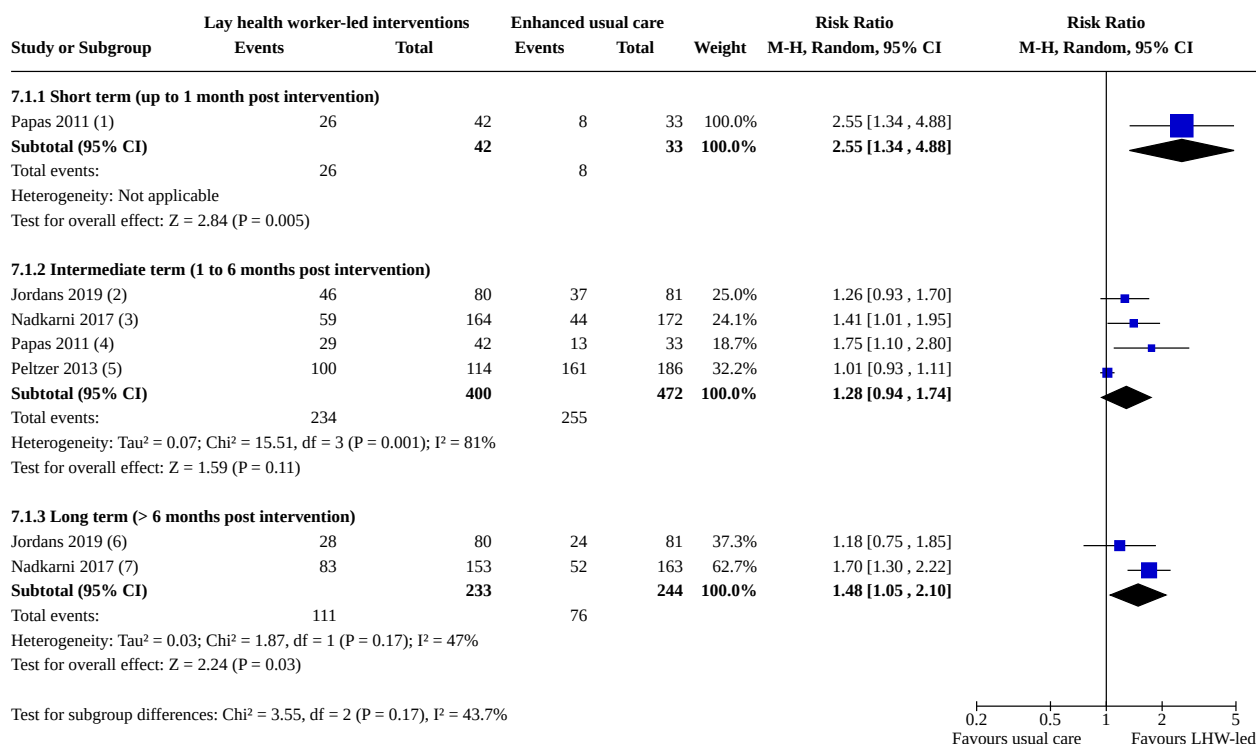 Lay health worker-led interventions Enhanced usual care Risk Ratio Risk Ratio
Study or Subgroup Events Total Events Total Weight M-H, Random, 95% CI M-H, Random, 95% CI
7.1.1 Short term (up to 1 month post intervention)
Papas 2011 (1) 26 42 8 33 100.0% 2.55 [1.34 , 4.88]
Subtotal (95% CI) 42 33 100.0% 2.55 [1.34 , 4.88]
Total events: 26 8
Heterogeneity: Not applicable
Test for overall effect: Z = 2.84 (P = 0.005)
7.1.2 Intermediate term (1 to 6 months post intervention)
Jordans 2019 (2) 46 80 37 81 25.0% 1.26 [0.93 , 1.70]
Nadkarni 2017 (3) 59 164 44 172 24.1% 1.41 [1.01 , 1.95]
Papas 2011 (4) 29 42 13 33 18.7% 1.75 [1.10 , 2.80]
Peltzer 2013 (5) 100 114 161 186 32.2% 1.01 [0.93 , 1.11]
Subtotal (95% CI) 400 472 100.0% 1.28 [0.94 , 1.74]
Total events: 234 255
Heterogeneity: Tau² = 0.07; Chi² = 15.51, df = 3 (P = 0.001); I² = 81%
Test for overall effect: Z = 1.59 (P = 0.11)
7.1.3 Long term (> 6 months post intervention)
Jordans 2019 (6) 28 80 24 81 37.3% 1.18 [0.75 , 1.85]
Nadkarni 2017 (7) 83 153 52 163 62.7% 1.70 [1.30 , 2.22]
Subtotal (95% CI) 233 244 100.0% 1.48 [1.05 , 2.10]
Total events: 111 76
Heterogeneity: Tau² = 0.03; Chi² = 1.87, df = 1 (P = 0.17); I² = 47%
Test for overall effect: Z = 2.24 (P = 0.03)
Test for subgroup differences: Chi² = 3.55, df = 2 (P = 0.17), I² = 43.7%
0.2 0.5 1 2 5
Favours usual care Favours LHW-led